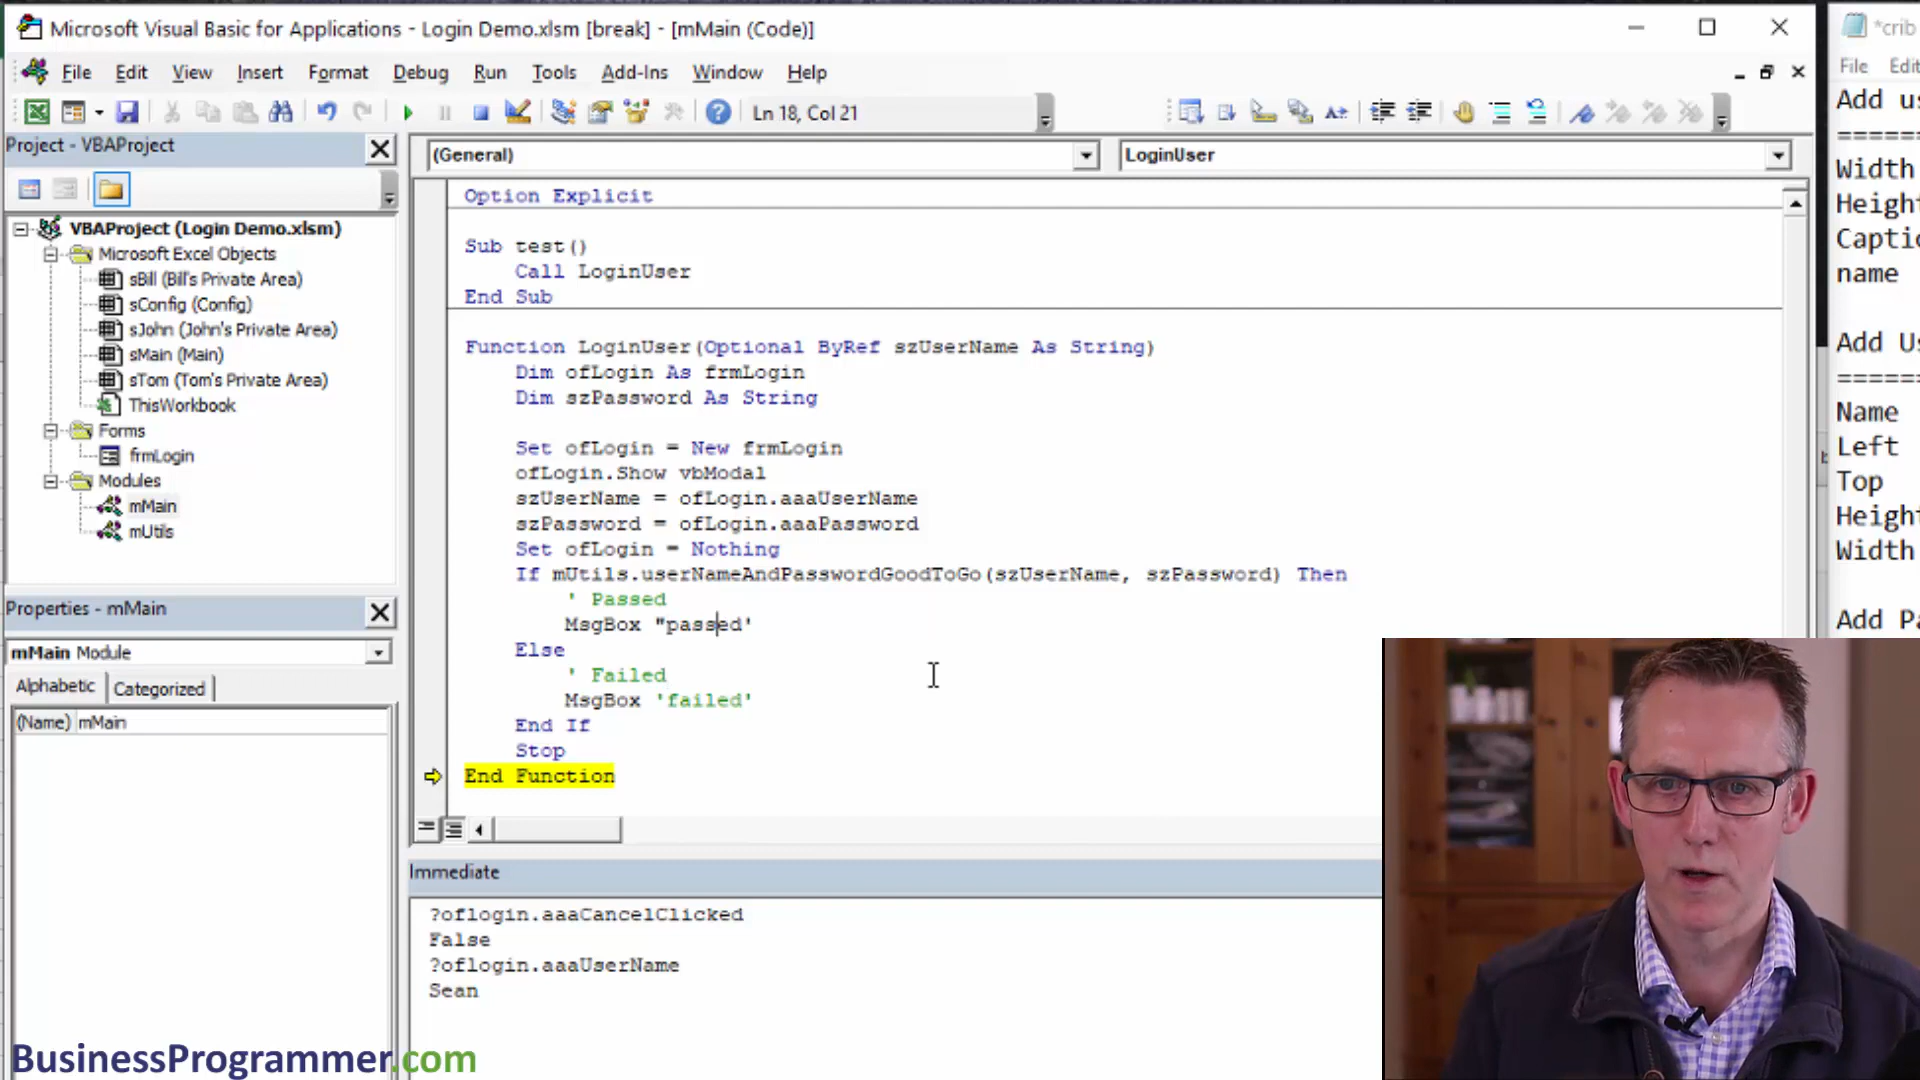 Microsoft Visual Basic for Applications - Login Demo.xlsm [break] - [mMain (Code)]
File Edit View Insert Format Debug Run Tools Add-Ins Window Help
Ln 18, Col 21
Project - VBAProject
VBAProject (Login Demo.xlsm)
Microsoft Excel Objects
sBill (Bill's Private Area)
sConfig (Config)
sJohn (John's Private Area)
sMain (Main)
sTom (Tom's Private Area)
ThisWorkbook
Forms
frmLogin
Modules
mMain
mUtils
Properties - mMain
mMain Module
Alphabetic Categorized
(Name) mMain
(General) LoginUser
Option Explicit
Sub test()
Call LoginUser
End Sub
Function LoginUser(Optional ByRef szUserName As String)
Dim ofLogin As frmLogin
Dim szPassword As String
Set ofLogin = New frmLogin
ofLogin.Show vbModal
szUserName = ofLogin.aaaUserName
szPassword = ofLogin.aaaPassword
Set ofLogin = Nothing
If mUtils.userNameAndPasswordGoodToGo(szUserName, szPassword) Then
' Passed
MsgBox "passed'
Else
' Failed
MsgBox 'failed'
End If
Stop
End Function
Immediate
?oflogin.aaaCancelClicked
False
?oflogin.aaaUserName
Sean
*crib
File Edit
Add us
======
Width
Height
Captio
name
Add Us
======
Name
Left
Top
Height
Width
Add Pa
BusinessProgrammer.com